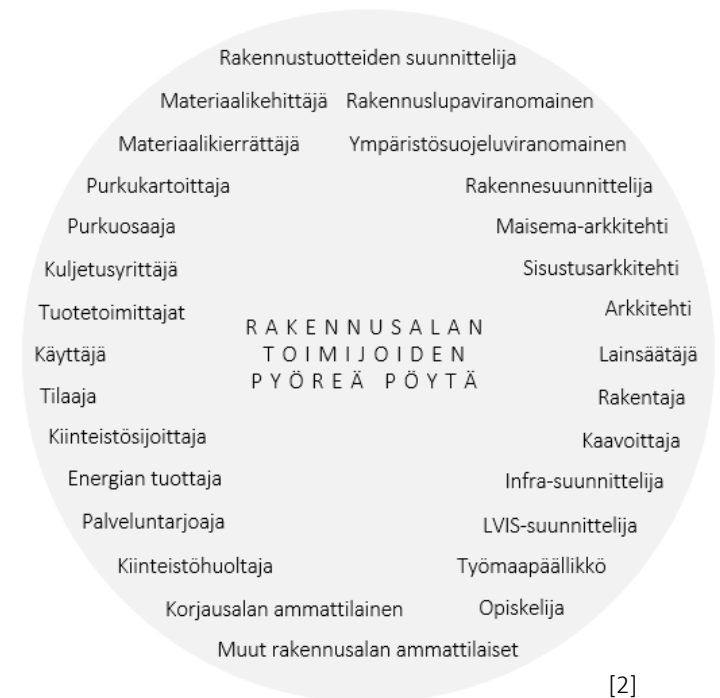 Rakennustuotteiden suunnittelija
Materiaalikehittäjä Rakennuslupaviranomainen
Materiaalikierrättäjä Ympäristösuojeluviranomainen
Purkukartoittaja Rakennesuunnittelija
Purkuosaaja Maisema-arkkitehti
Kuljetusyrittäjä Sisustusarkkitehti
Tuotetoimittajat Arkkitehti
RAKENNUSALAN
TOIMIJOIDEN
PYÖREÄ PÖYTÄ
Käyttäjä Lainsäätäjä
Tilaaja Rakentaja
Kiinteistösijoittaja Kaavoittaja
Energian tuottaja Infra-suunnittelija
Palveluntarjoaja LVIS-suunnittelija
Kiinteistöhuoltaja Työmaapäällikkö
Korjausalan ammattilainen Opiskelija
Muut rakennusalan ammattilaiset
[2]